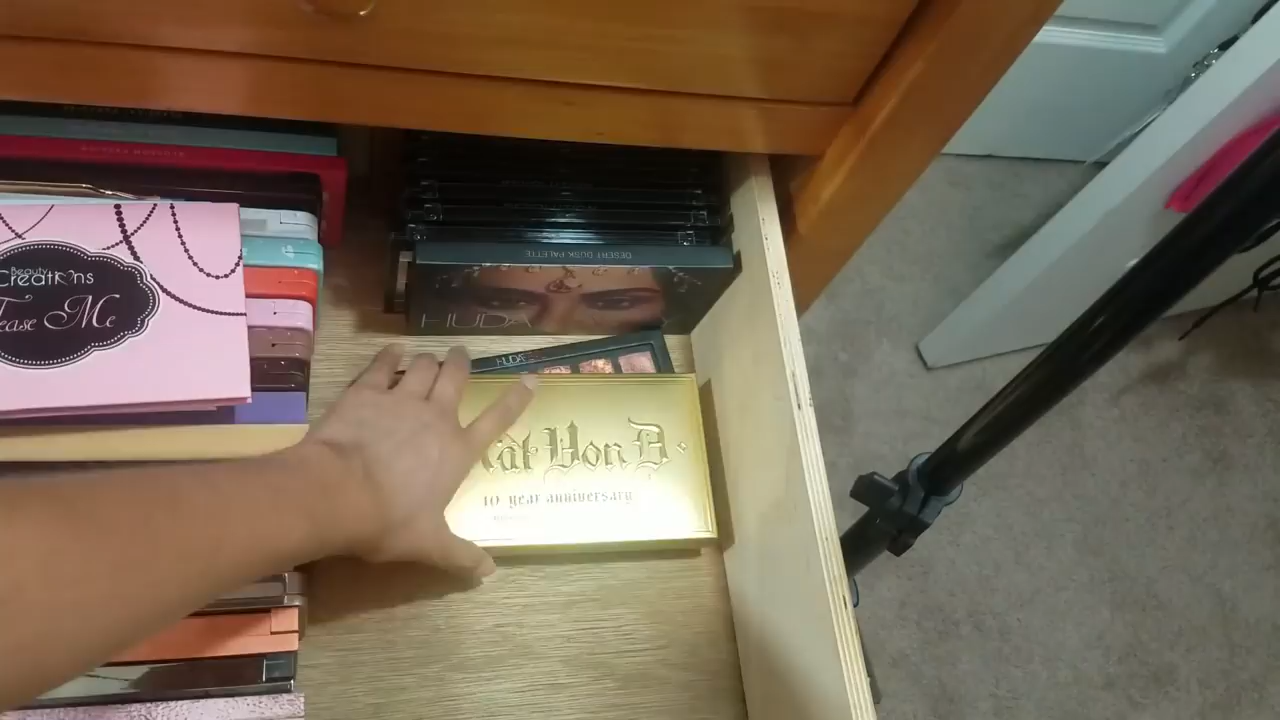 DESERT DUSK PALETTE
HUDA
HUDA
Beauty
Creations
Tease Me
Kat Von D
10 year anniversary